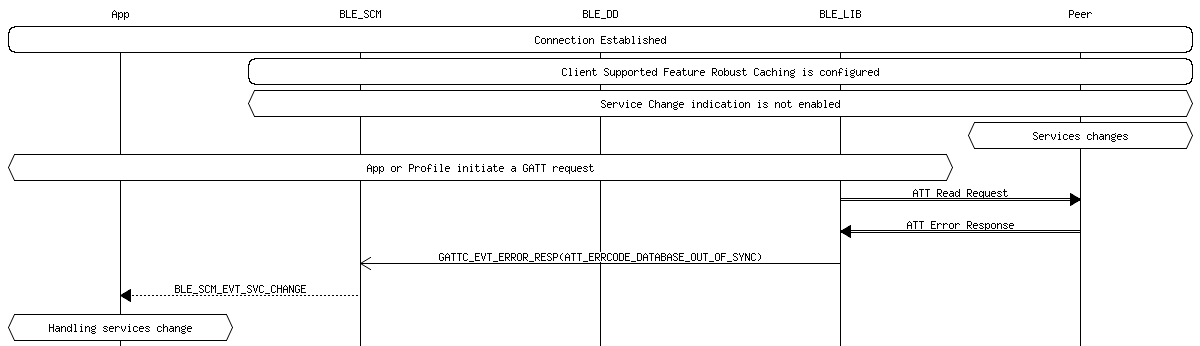 App BLE_SCM BLE_DD BLE_LIB Peer
Connection Established
Client Supported Feature Robust Caching is configured
Service Change indication is not enabled
Services changes
App or Profile initiate a GATT request
ATT Read Request
ATT Error Response
GATTC_EVT_ERROR_RESP(ATT_ERRCODE_DATABASE_OUT_OF_SYNC)
BLE_SCM_EVT_SVC_CHANGE
Handling services change